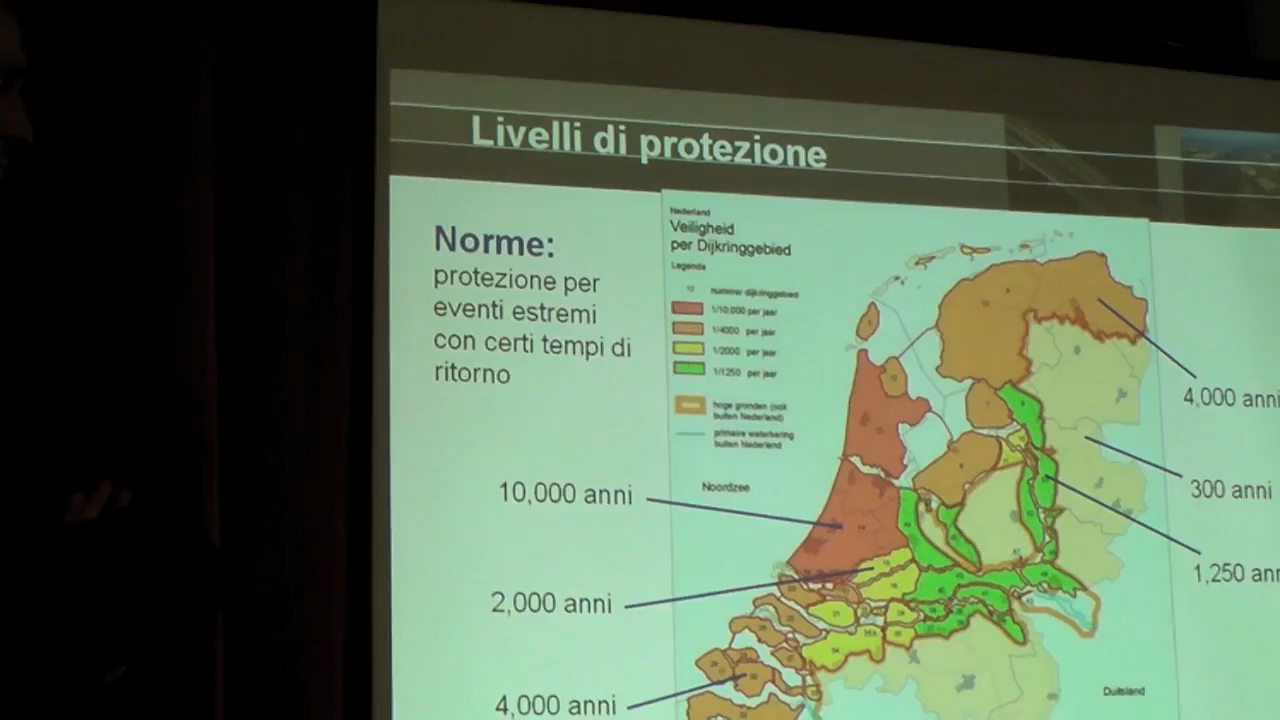 Livelli di protezione
Norme:
protezione per
eventi estremi
con certi tempi di
ritorno
Nederland
Veiligheid
per Dijkringgebied
Legenda
nummer dijkringgebied
1/10.000 per jaar
1/4000 per jaar
1/2000 per jaar
1/1250 per jaar
hoge gronden (ook
buiten Nederland)
primaire waterkering
buiten Nederland
Noordzee
4,000 anni
300 anni
10,000 anni
1,250 ann
2,000 anni
4,000 anni
Duitsland